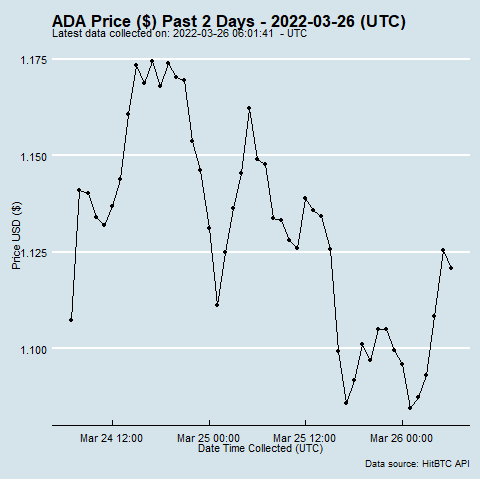 ADA Price ($) Past 2 Days - 2022-03-26 (UTC)
Latest data collected on: 2022-03-26 06:01:41 - UTC
1.175
1.150
1.125
1.100
Price USD ($)
Mar 24 12:00 Mar 25 00:00 Mar 25 12:00 Mar 26 00:00
Date Time Collected (UTC)
Data source: HitBTC API